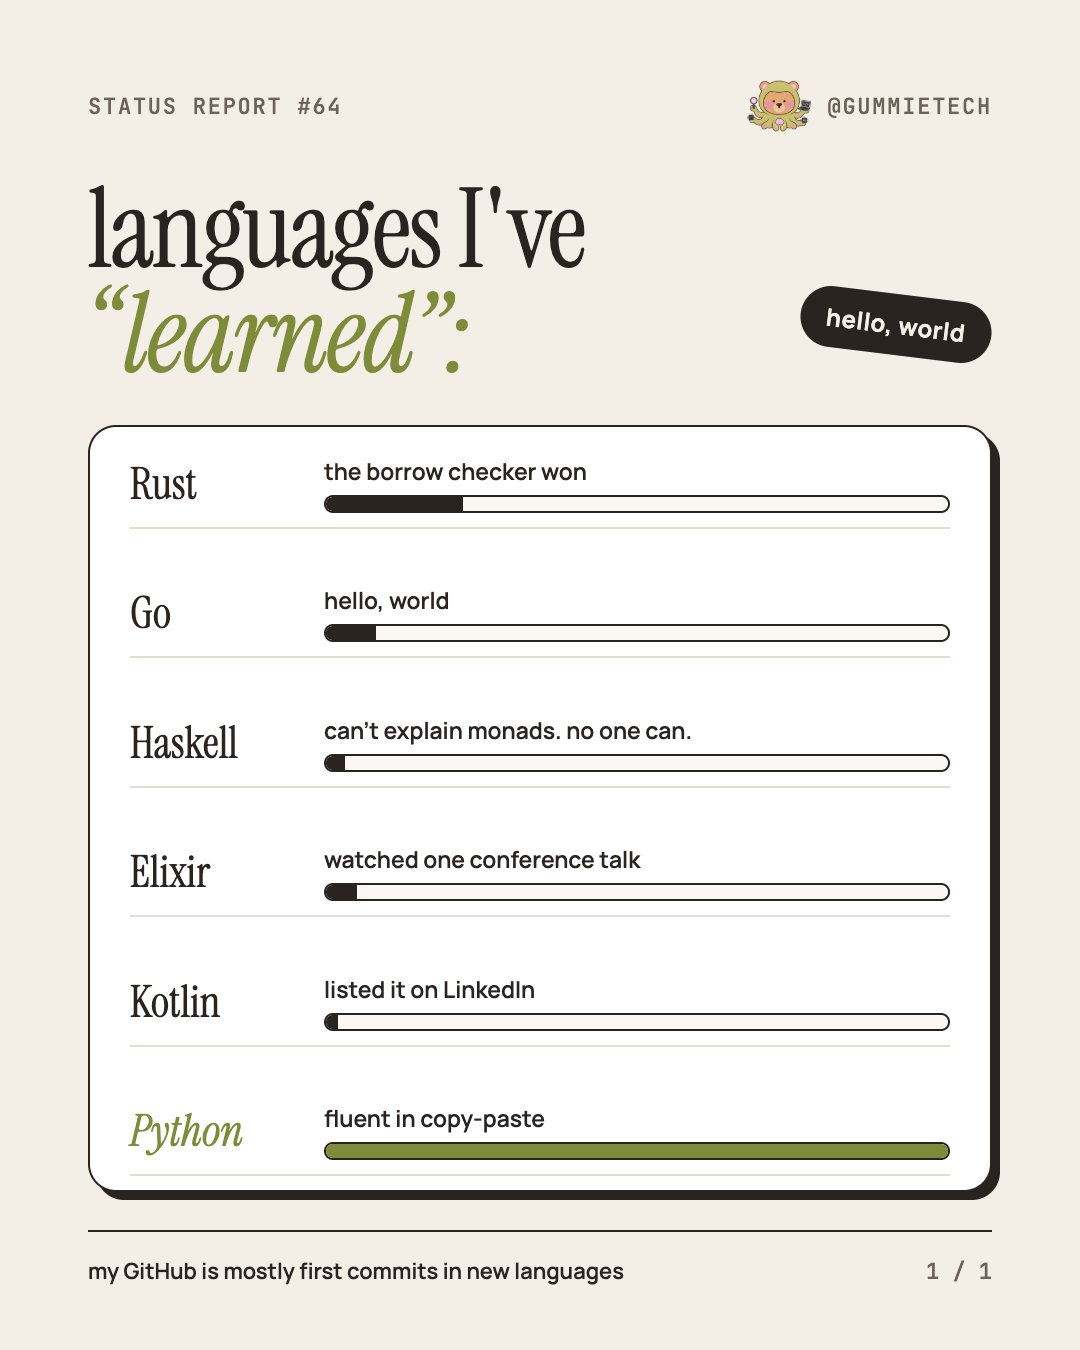 STATUS REPORT #64
@GUMMIETECH
languages I've
“learned”:
hello, world
Rust
the borrow checker won
Go
hello, world
Haskell
can’t explain monads. no one can.
Elixir
watched one conference talk
Kotlin
listed it on LinkedIn
Python
fluent in copy-paste
my GitHub is mostly first commits in new languages
1 / 1